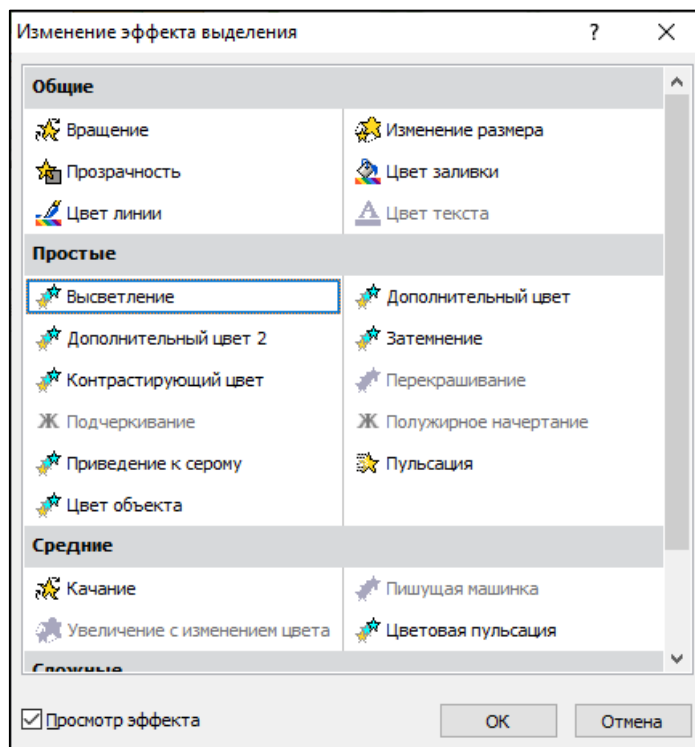 Изменение эффекта выделения ?
Общие
Вращение Изменение размера
Прозрачность Цвет заливки
Цвет линии Цвет текста
Простые
Высветление Дополнительный цвет
Дополнительный цвет 2 Затемнение
Контрастирующий цвет Перекрашивание
Ж Подчеркивание Ж Полужирное начертание
Приведение к серому Пульсация
Цвет объекта
Средние
Качание Пишущая машинка
Увеличение с изменением цвета Цветовая пульсация
Сложные
Просмотр эффекта ОК Отмена